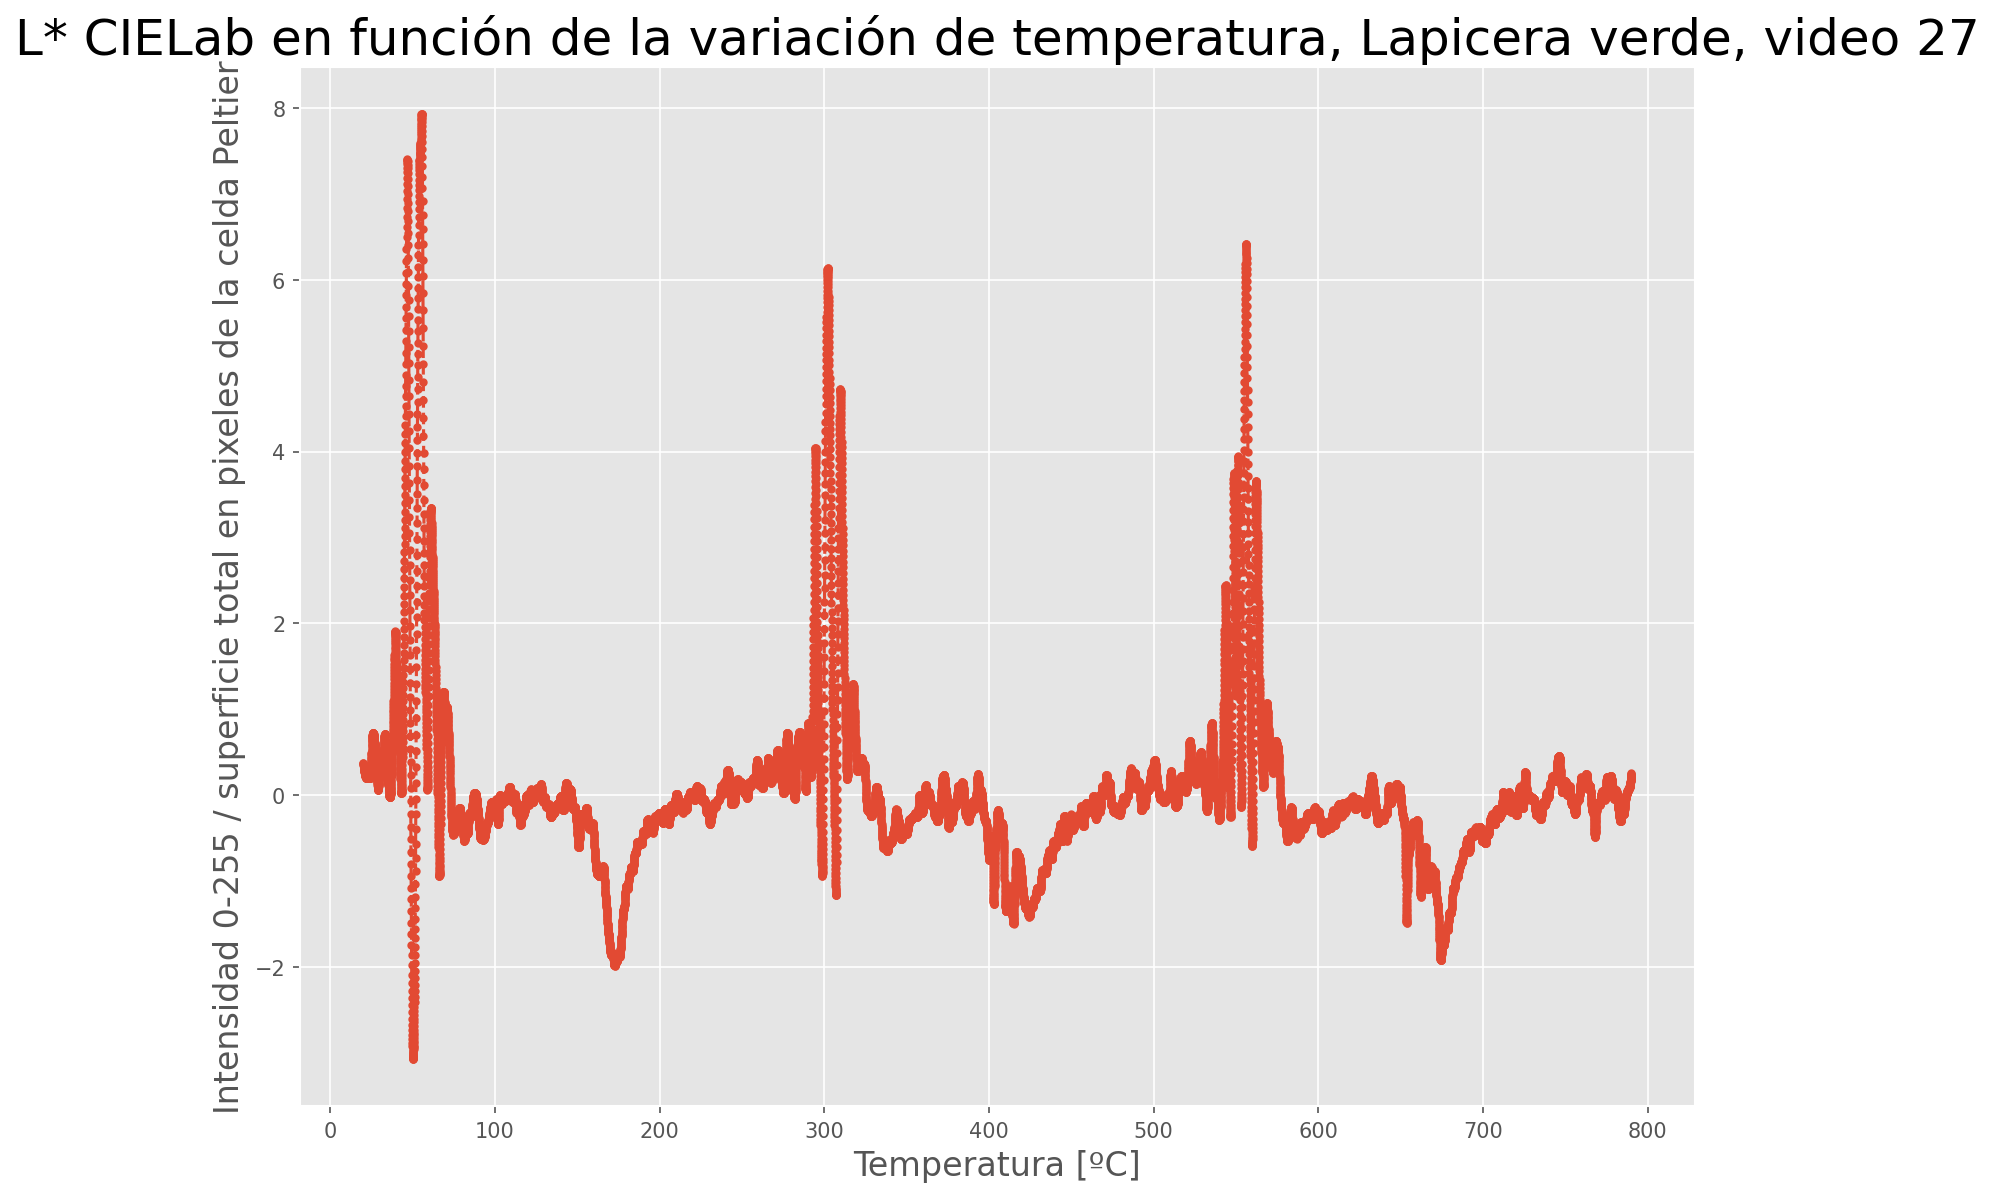 L* CIELab en función de la variación de temperatura, Lapicera verde, video 27
Intensidad 0-255 / superficie total en pixeles de la celda Peltier
8
6
4
2
0
−2
0 100 200 300 400 500 600 700 800
Temperatura [ºC]